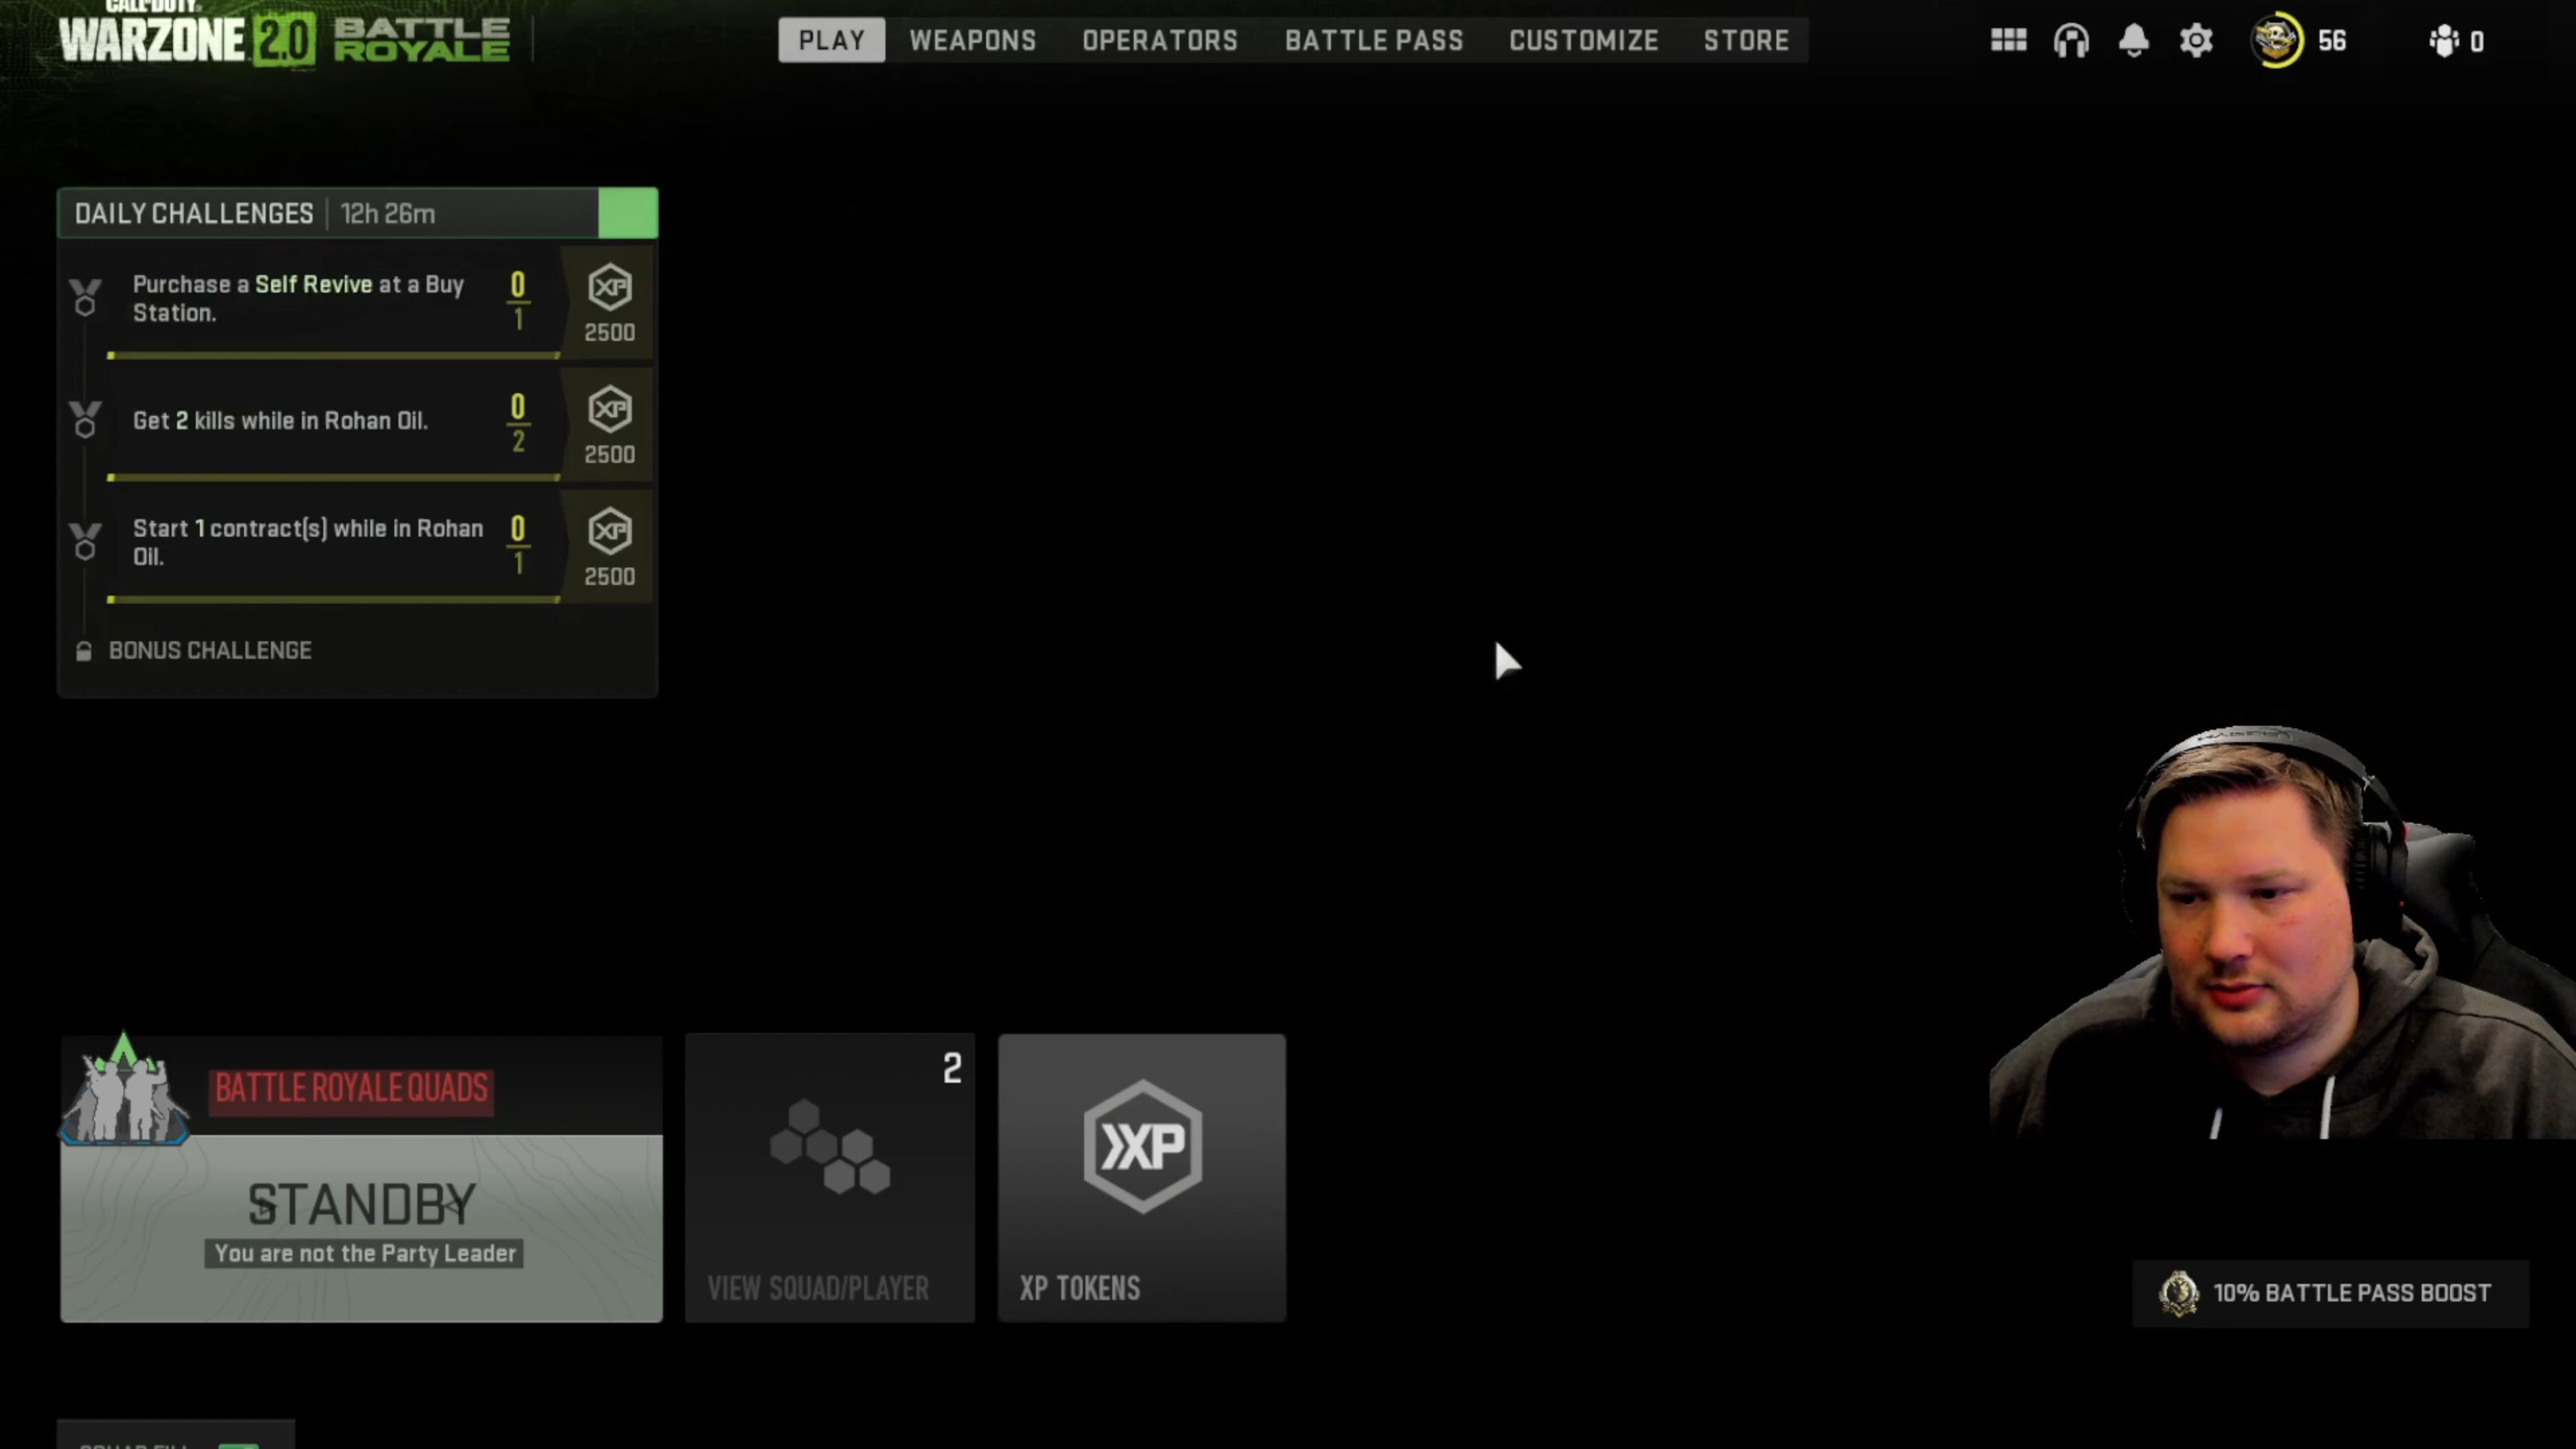 CALL OF DUTY
WARZONE 2.0 BATTLE ROYALE
PLAY WEAPONS OPERATORS BATTLE PASS CUSTOMIZE STORE
56
0
DAILY CHALLENGES 12h 26m
Purchase a Self Revive at a Buy
Station.
0
1
XP
2500
Get 2 kills while in Rohan Oil.
0
2
XP
2500
Start 1 contract(s) while in Rohan
Oil.
0
1
XP
2500
BONUS CHALLENGE
BATTLE ROYALE QUADS
STANDBY
You are not the Party Leader
2
VIEW SQUAD/PLAYER
XP
XP TOKENS
10% BATTLE PASS BOOST